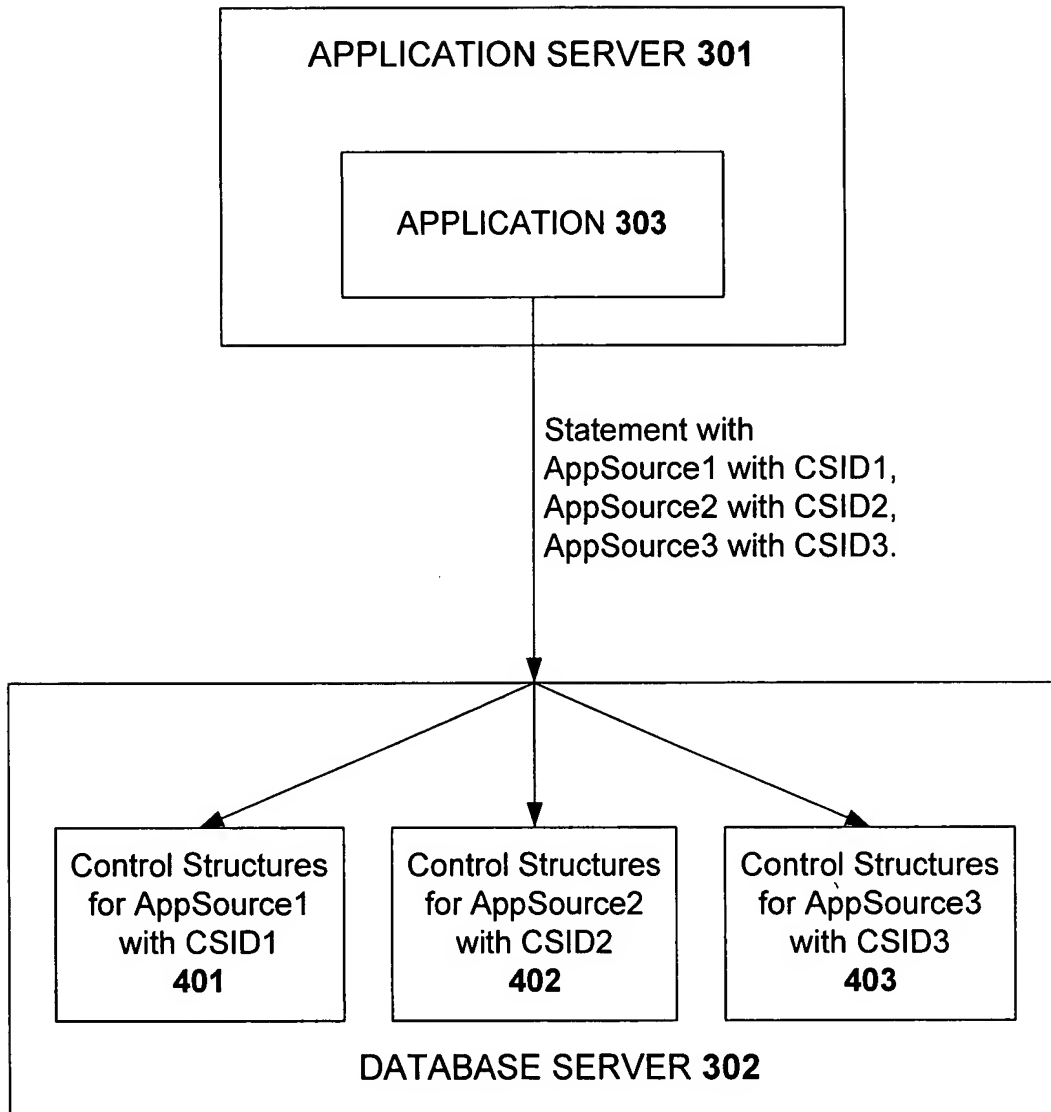 APPLICATION SERVER 301
APPLICATION 303
Statement with
AppSource1 with CSID1,
AppSource2 with CSID2,
AppSource3 with CSID3.
Control Structures
for AppSource1
with CSID1
401
Control Structures
for AppSource2
with CSID2
402
Control Structures
for AppSource3
with CSID3
403
DATABASE SERVER 302